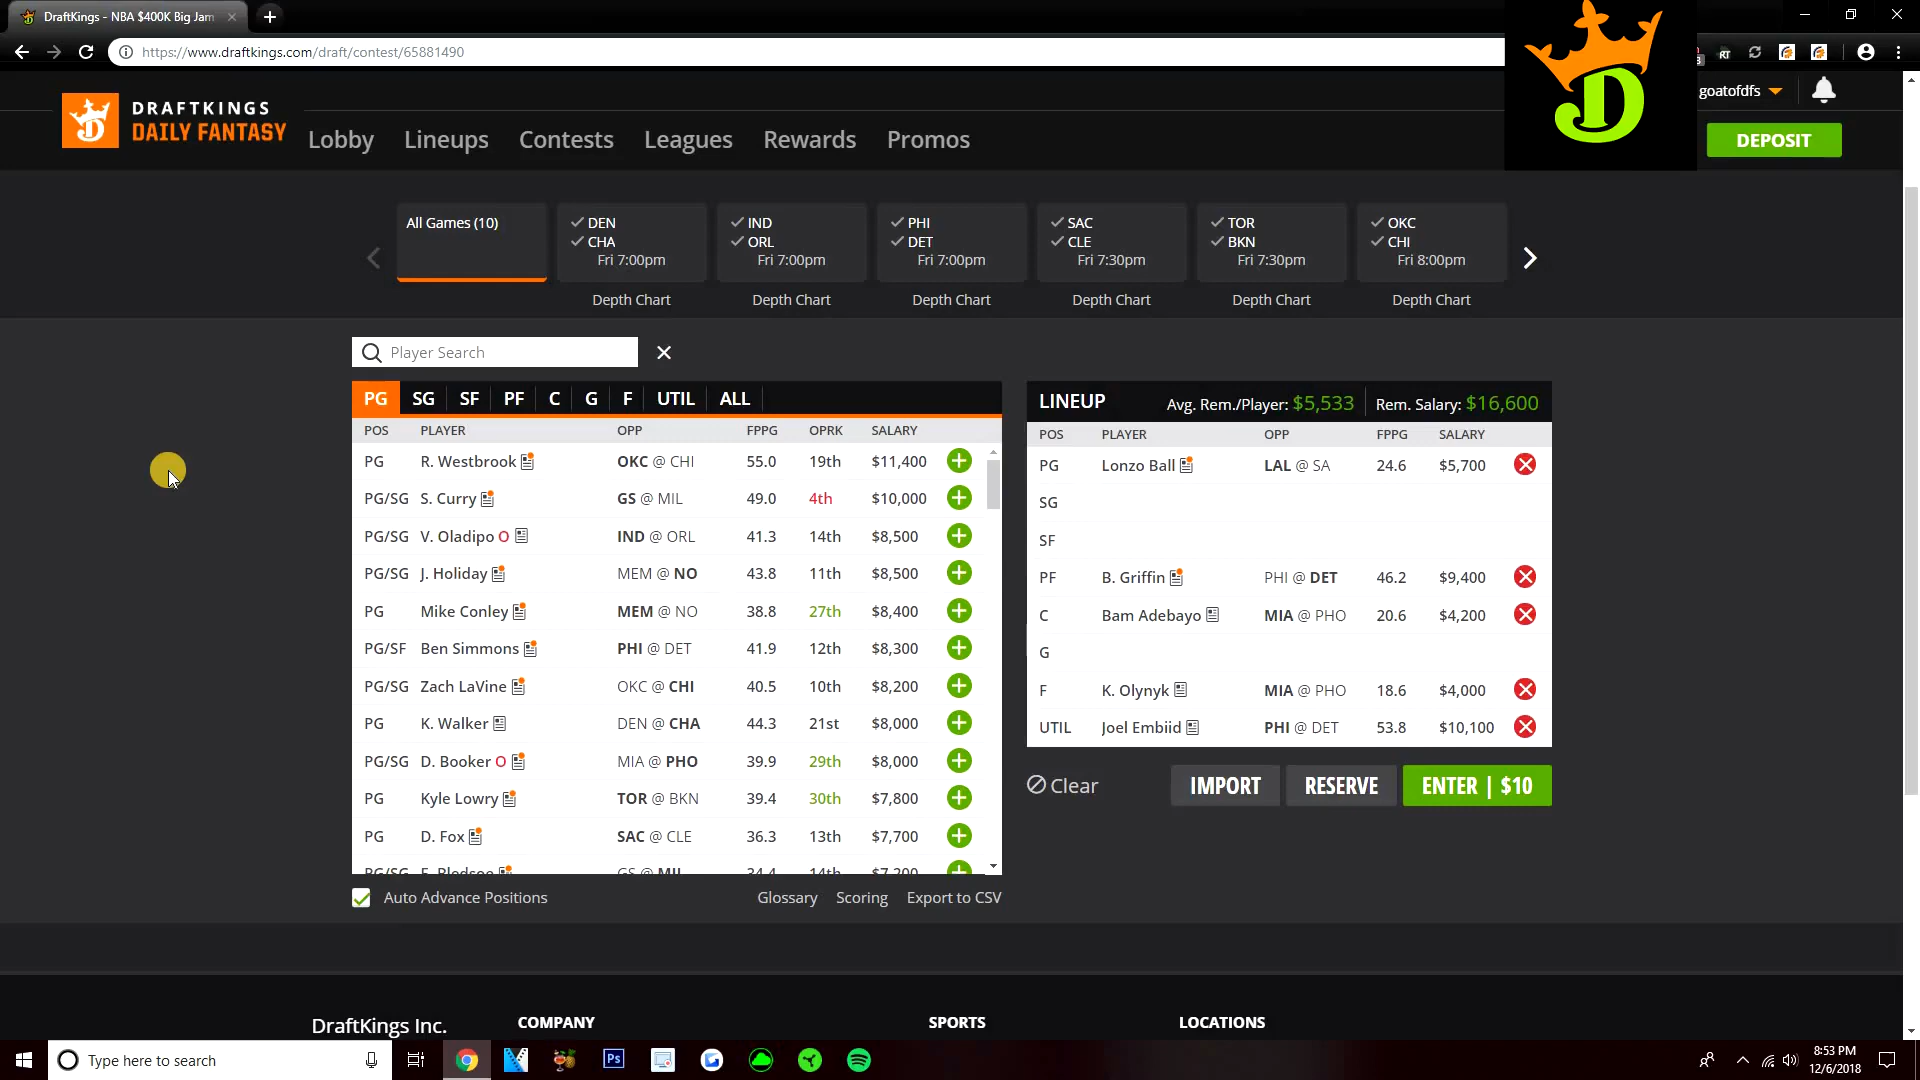 DraftKings - NBA $400K Big Jam
https://www.draftkings.com/draft/contest/65881490
RT
D
goatofdfs
DRAFTKINGS
DAILY FANTASY
Lobby Lineups Contests Leagues Rewards Promos
DEPOSIT
All Games (10)
DEN
CHA
Fri 7:00pm
IND
ORL
Fri 7:00pm
PHI
DET
Fri 7:00pm
SAC
CLE
Fri 7:30pm
TOR
BKN
Fri 7:30pm
OKC
CHI
Fri 8:00pm
Depth Chart Depth Chart Depth Chart Depth Chart Depth Chart Depth Chart
Player Search
PG SG SF PF C G F UTIL ALL
POS PLAYER OPP FPPG OPRK SALARY
PG R. Westbrook OKC @ CHI 55.0 19th $11,400
PG/SG S. Curry GS @ MIL 49.0 4th $10,000
PG/SG V. Oladipo O IND @ ORL 41.3 14th $8,500
PG/SG J. Holiday MEM @ NO 43.8 11th $8,500
PG Mike Conley MEM @ NO 38.8 27th $8,400
PG/SF Ben Simmons PHI @ DET 41.9 12th $8,300
PG/SG Zach LaVine OKC @ CHI 40.5 10th $8,200
PG K. Walker DEN @ CHA 44.3 21st $8,000
PG/SG D. Booker O MIA @ PHO 39.9 29th $8,000
PG Kyle Lowry TOR @ BKN 39.4 30th $7,800
PG D. Fox SAC @ CLE 36.3 13th $7,700
PG/SG E. Bledsoe GS @ MIL 34.4 14th $7,200
Auto Advance Positions
Glossary Scoring Export to CSV
LINEUP Avg. Rem./Player: $5,533 Rem. Salary: $16,600
POS PLAYER OPP FPPG SALARY
PG Lonzo Ball LAL @ SA 24.6 $5,700
SG
SF
PF B. Griffin PHI @ DET 46.2 $9,400
C Bam Adebayo MIA @ PHO 20.6 $4,200
G
F K. Olynyk MIA @ PHO 18.6 $4,000
UTIL Joel Embiid PHI @ DET 53.8 $10,100
Clear IMPORT RESERVE ENTER | $10
DraftKings Inc. COMPANY SPORTS LOCATIONS
Type here to search
Ps
8:53 PM
12/6/2018